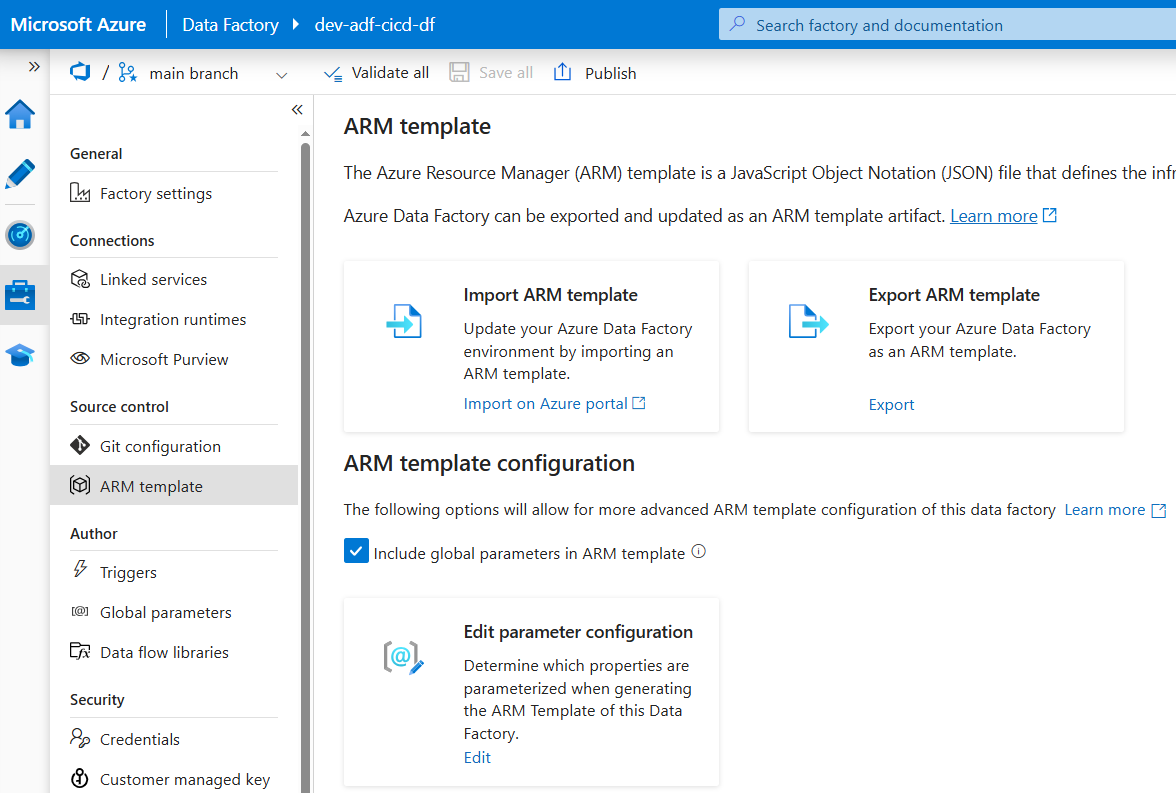 Microsoft Azure
Data Factory
dev-adf-cicd-df
Search factory and documentation
/
main branch
Validate all
Save all
Publish
General
Factory settings
Connections
Linked services
Integration runtimes
Microsoft Purview
Source control
Git configuration
ARM template
Author
Triggers
Global parameters
Data flow libraries
Security
Credentials
Customer managed key
ARM template
The Azure Resource Manager (ARM) template is a JavaScript Object Notation (JSON) file that defines the
Azure Data Factory can be exported and updated as an ARM template artifact. Learn more
Import ARM template
Update your Azure Data Factory
environment by importing an
ARM template.
Import on Azure portal
Export ARM template
Export your Azure Data Factory
as an ARM template.
Export
ARM template configuration
The following options will allow for more advanced ARM template configuration of this data factory Learn more
Include global parameters in ARM template
Edit parameter configuration
Determine which properties are
parameterized when generating
the ARM Template of this Data
Factory.
Edit